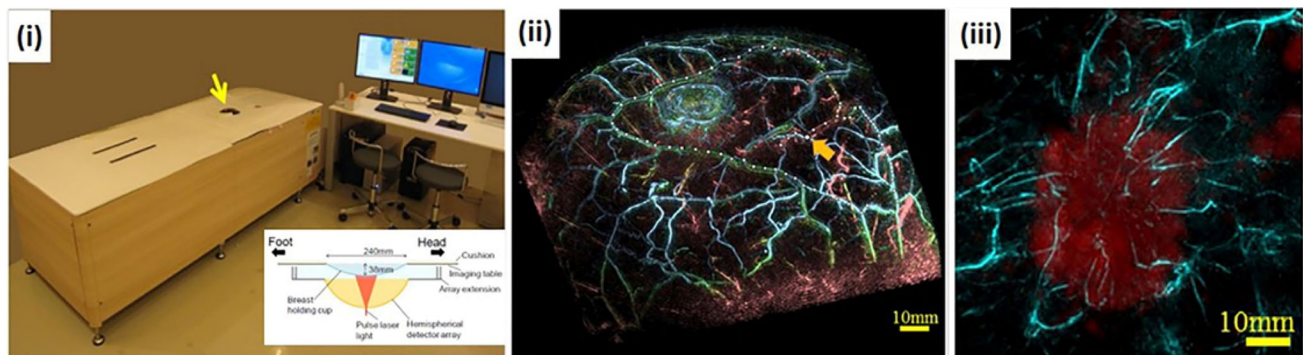 (i)
Foot
Head
240mm
38mm
Cushion
Imaging table
Array extension
Breast
holding cup
Pulse laser
light
Hemispherical
detector array
(ii)
10mm
(iii)
10mm